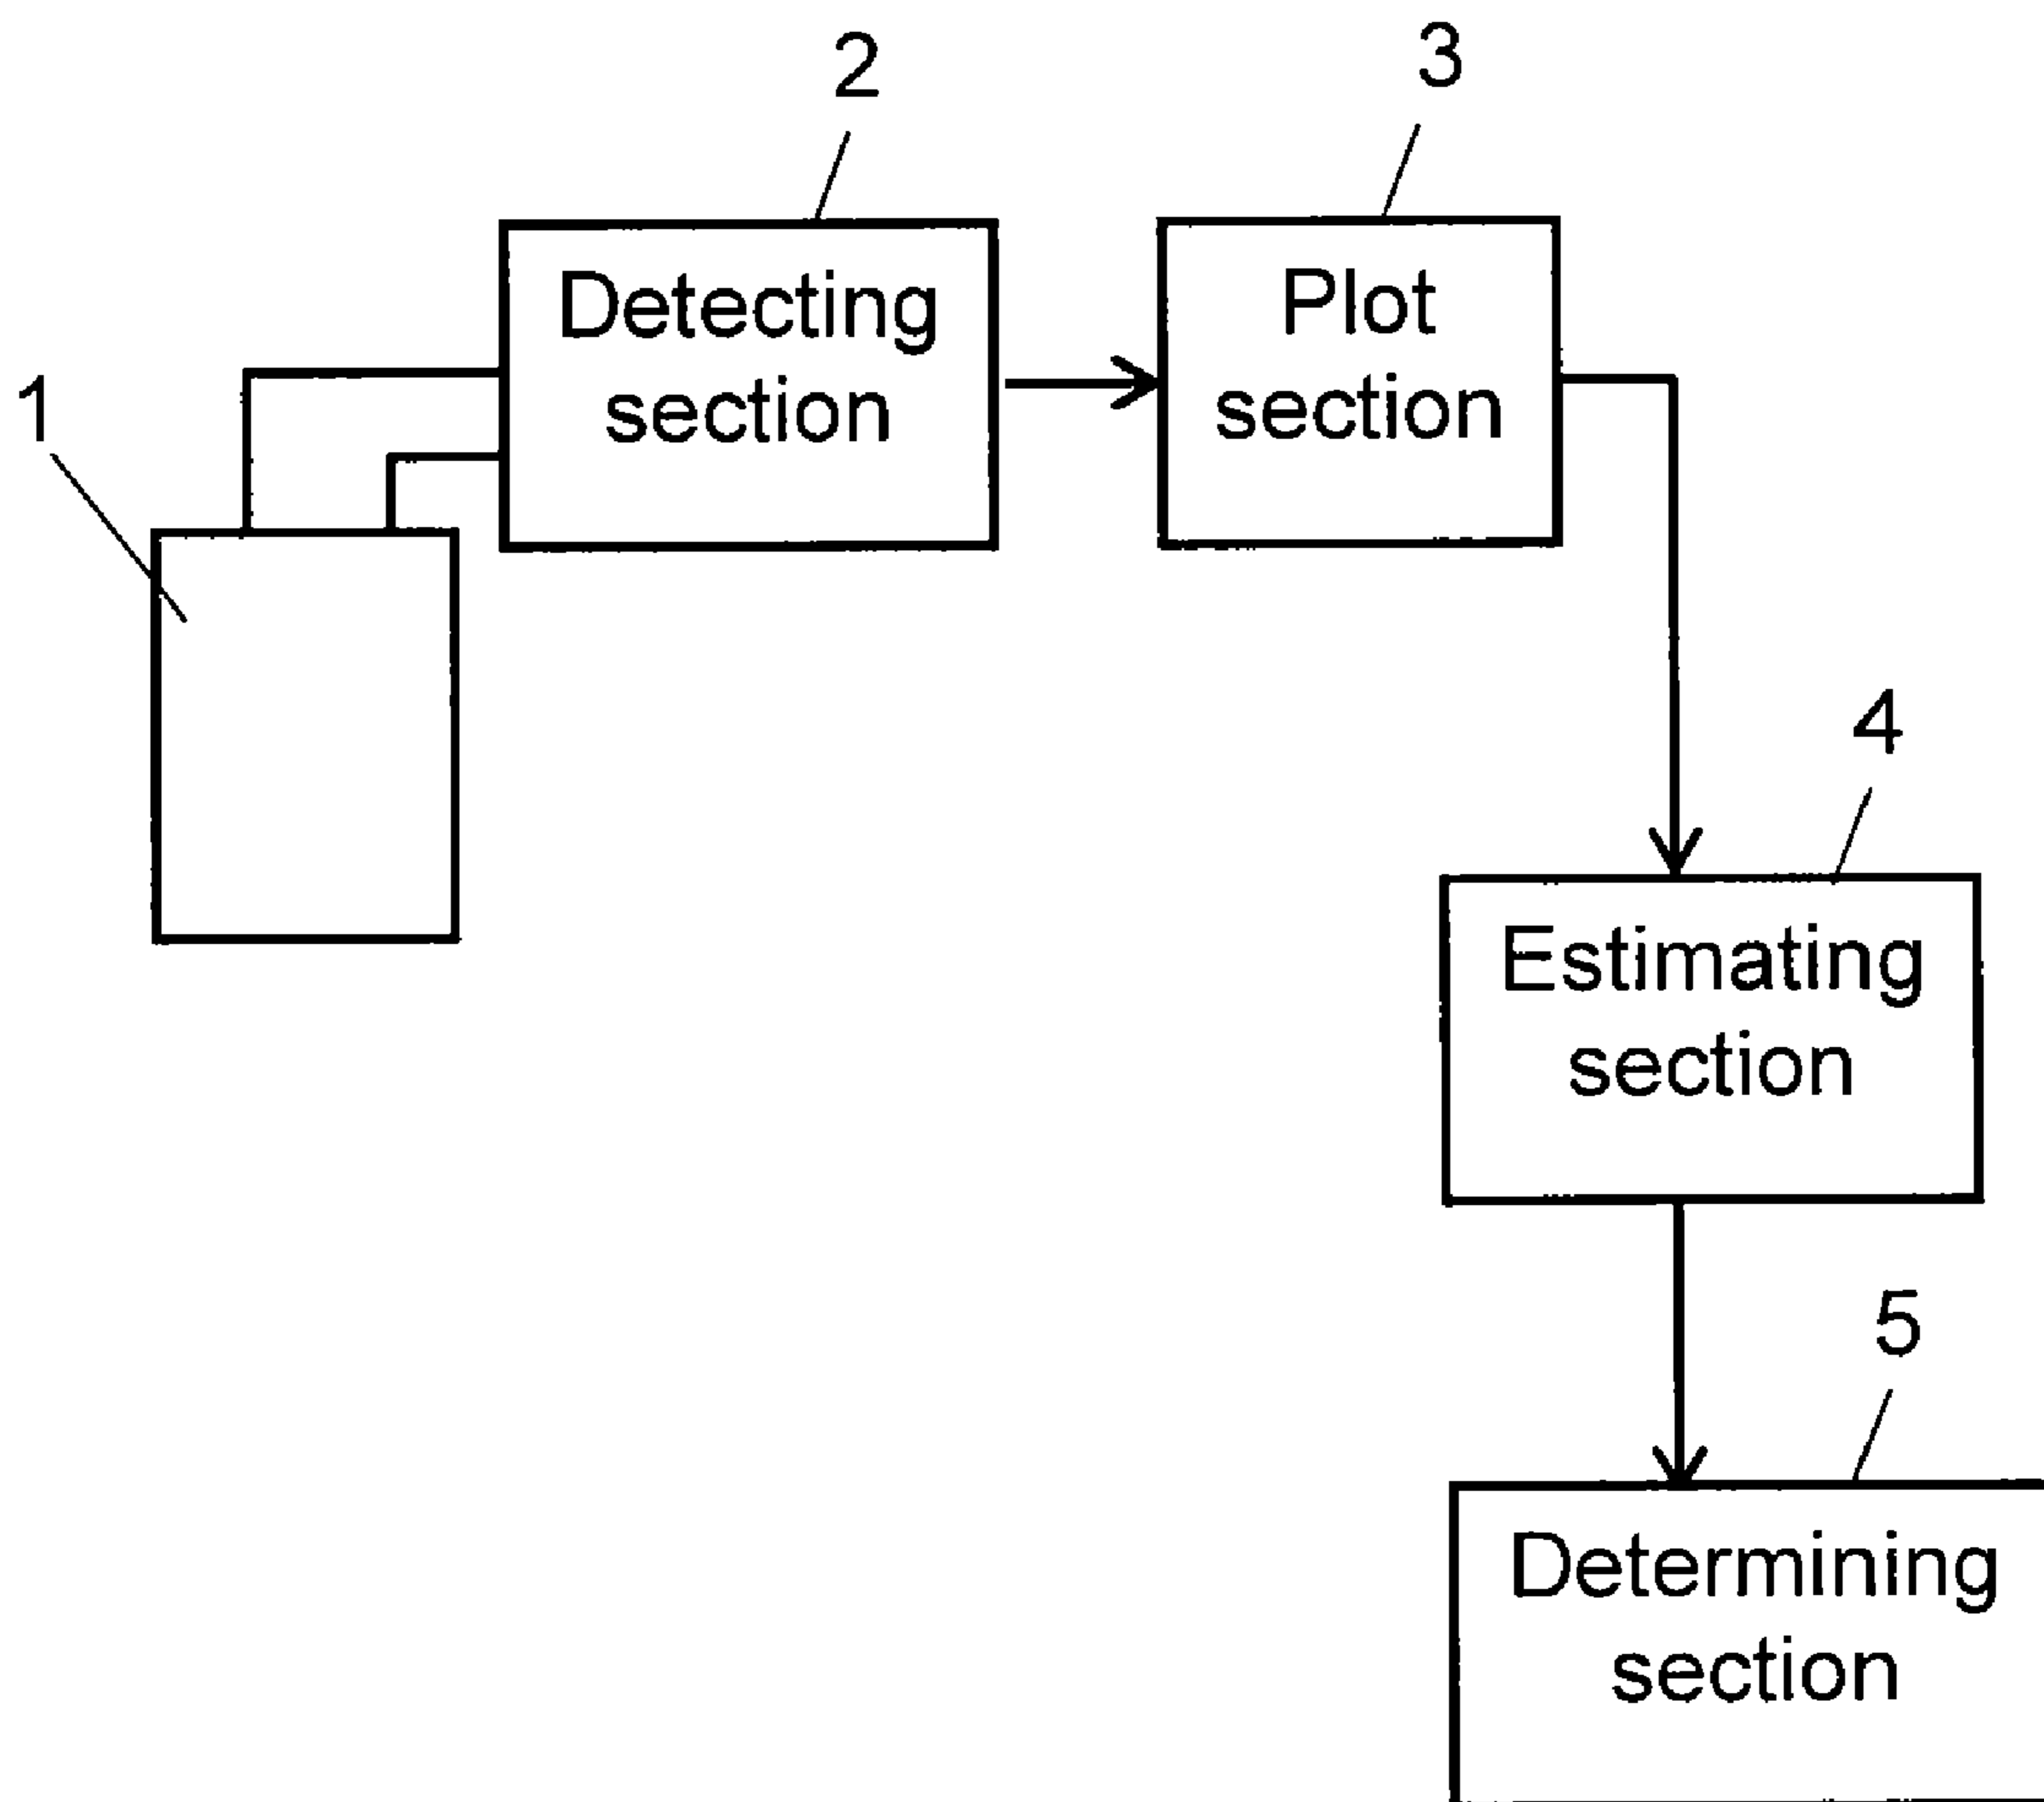 2
3
Detecting
section
Plot
section
1
4
Estimating
section
5
Determining
section